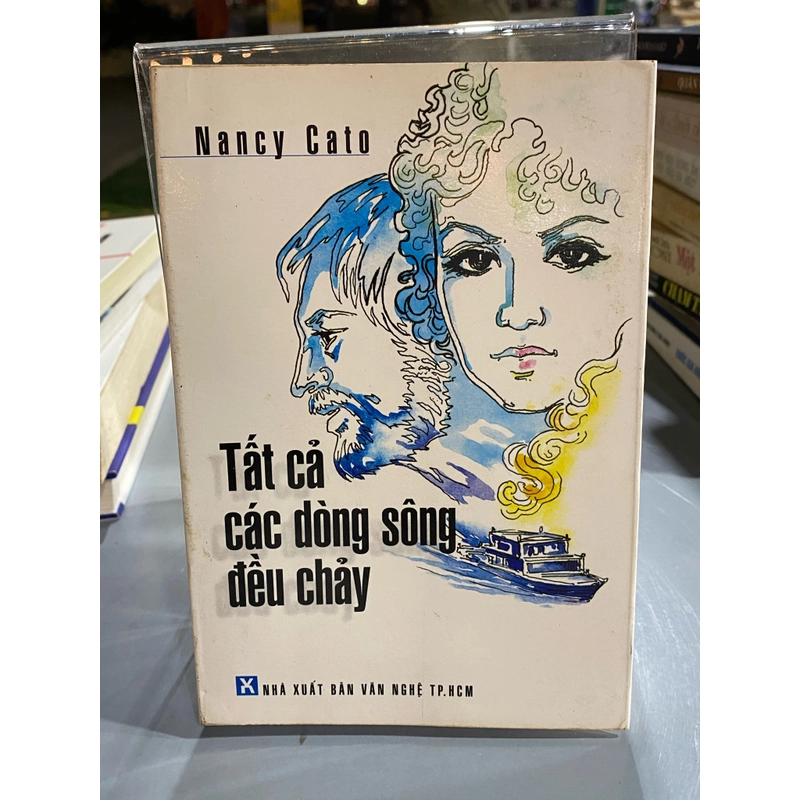 Nancy Cato
Tất cả
các dòng sông
đều chảy
NHÀ XUẤT BẢN VĂN NGHỆ TP.HCM